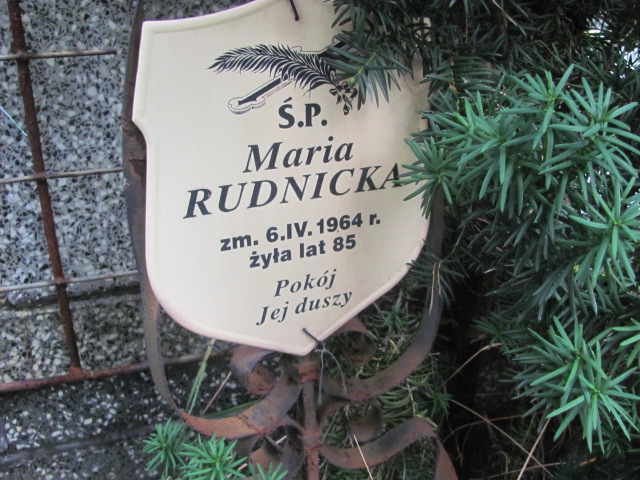 Ś.P.
Maria
RUDNICKA
zm. 6.IV. 1964 r.
żyła lat 85
Pokój
Jej duszy